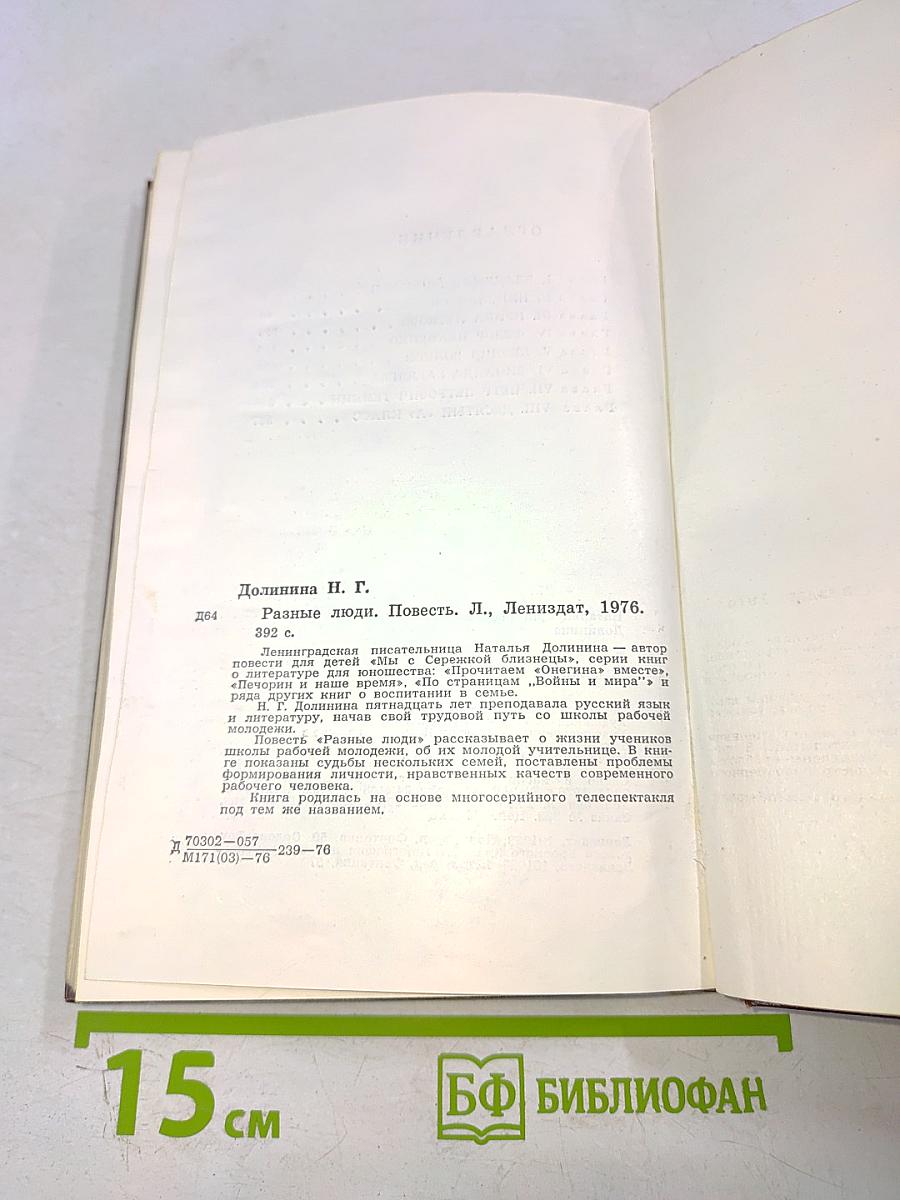 Долинина Н. Г.
Д64 Разные люди. Повесть. Л., Лениздат, 1976.
392 с.
Ленинградская писательница Наталья Долинина — автор
повести для детей «Мы с Сережкой близнецы», серии книг
о литературе для юношества: «Прочитаем «Онегина» вместе»,
«Печорин и наше время», «По страницам „Войны и мира"» и
ряда других книг о воспитании в семье.
Н. Г. Долинина пятнадцать лет преподавала русский язык
и литературу, начав свой трудовой путь со школы рабочей
молодежи.
Повесть «Разные люди» рассказывает о жизни учеников
школы рабочей молодежи, об их молодой учительнице. В кни-
ге показаны судьбы нескольких семей, поставлены проблемы
формирования личности, нравственных качеств современного
рабочего человека.
Книга родилась на основе многосерийного телеспектакля
под тем же названием.
Д 70302—057
М171(03)—76 239—76
15 см
БФ БИБЛИОФАН